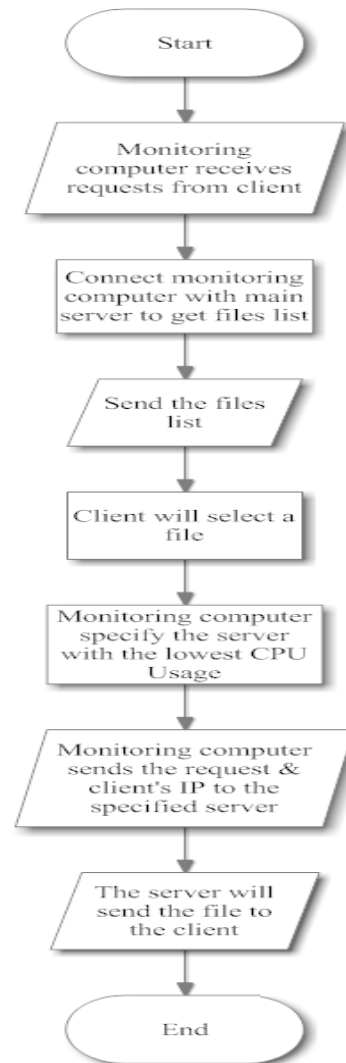 Start
Monitoring
computer receives
requests from client
Connect monitoring
computer with main
server to get files list
Send the files
list
Client will select a
file
Monitoring computer
specify the server
with the lowest CPU
Usage
Monitoring computer
sends the request &
client's IP to the
specified server
The server will
send the file to
the client
End